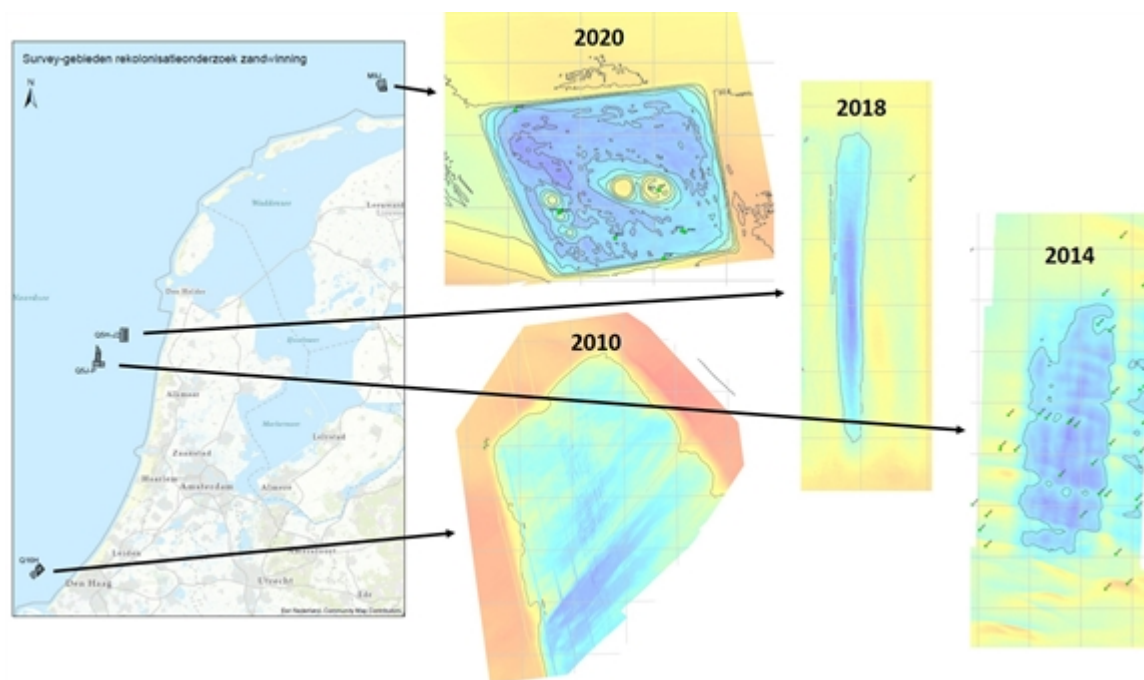 Survey-gebieden rekolonisatieonderzoek zandwinning
N
2020
2018
2014
2010
Waddenzee
Leeuwarden
Den Helder
Noordzee
IJsselmeer
Alkmaar
Markermeer
Lelystad
Zaanstad
Haarlem
Amsterdam
Almere
Leiden
Amersfoort
Den Haag
Utrecht
Ede
Esri Nederland, Community Map Contributors